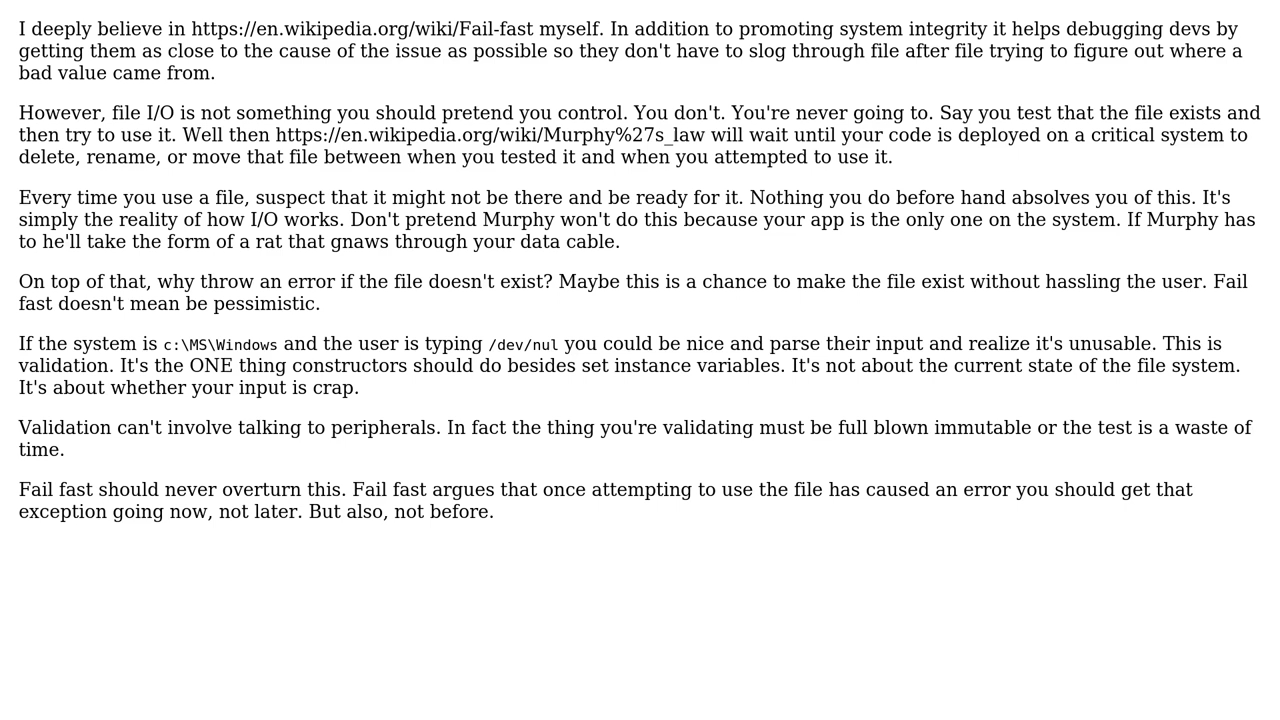 I deeply believe in https://en.wikipedia.org/wiki/Fail-fast myself. In addition to promoting system integrity it helps debugging devs by
getting them as close to the cause of the issue as possible so they don't have to slog through file after file trying to figure out where a
bad value came from.
However, file I/O is not something you should pretend you control. You don't. You're never going to. Say you test that the file exists and
then try to use it. Well then https://en.wikipedia.org/wiki/Murphy%27s_law will wait until your code is deployed on a critical system to
delete, rename, or move that file between when you tested it and when you attempted to use it.
Every time you use a file, suspect that it might not be there and be ready for it. Nothing you do before hand absolves you of this. It's
simply the reality of how I/O works. Don't pretend Murphy won't do this because your app is the only one on the system. If Murphy has
to he'll take the form of a rat that gnaws through your data cable.
On top of that, why throw an error if the file doesn't exist? Maybe this is a chance to make the file exist without hassling the user. Fail
fast doesn't mean be pessimistic.
If the system is c:\MS\Windows and the user is typing /dev/nul you could be nice and parse their input and realize it's unusable. This is
validation. It's the ONE thing constructors should do besides set instance variables. It's not about the current state of the file system.
It's about whether your input is crap.
Validation can't involve talking to peripherals. In fact the thing you're validating must be full blown immutable or the test is a waste of
time.
Fail fast should never overturn this. Fail fast argues that once attempting to use the file has caused an error you should get that
exception going now, not later. But also, not before.